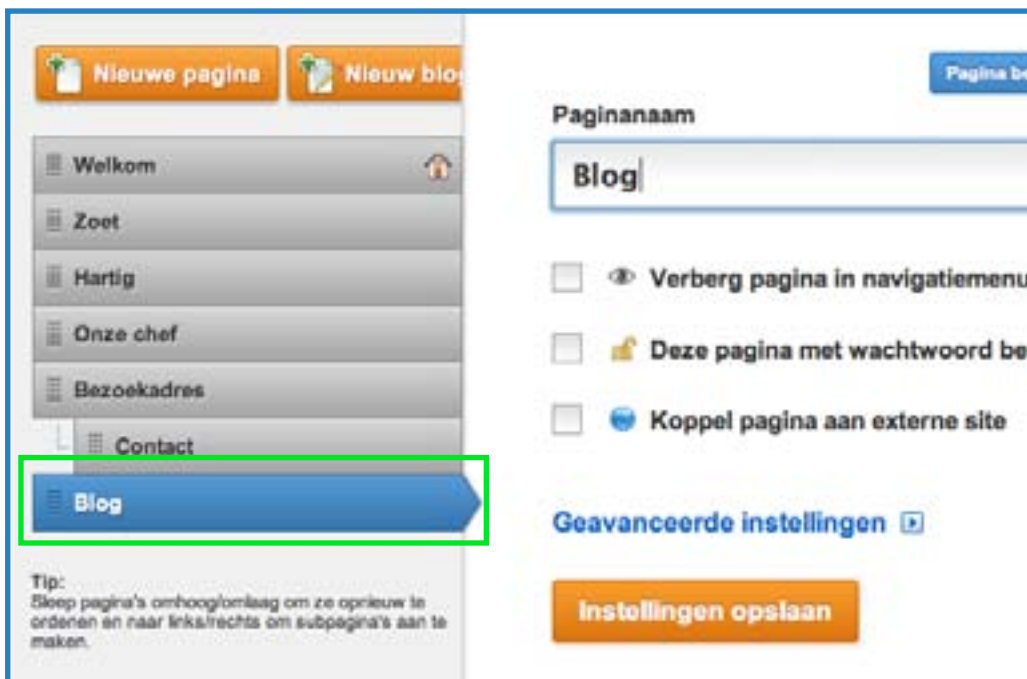 Nieuwe pagina
Nieuw blo
Welkom
Zoet
Hartig
Onze chef
Bezoekadres
Contact
Blog
Tip:
Sleep pagina's omhoog/omlaag om ze opnieuw te
ordenen en naar links/rechts om subpagina's aan te
maken.
Pagina be
Paginanaam
Blog
Verberg pagina in navigatiemenu
Deze pagina met wachtwoord be
Koppel pagina aan externe site
Geavanceerde instellingen
Instellingen opslaan